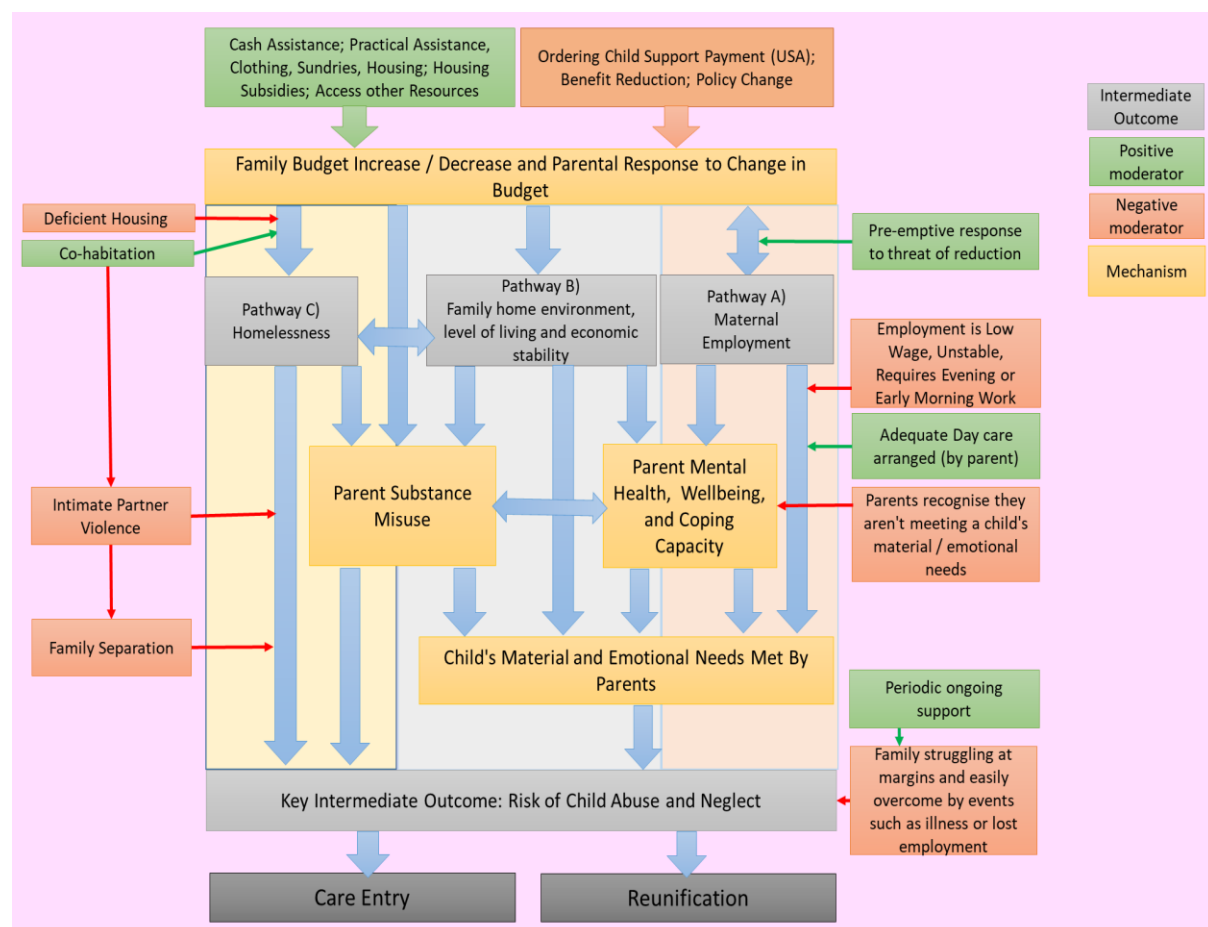 Cash Assistance; Practical Assistance,
Clothing, Sundries, Housing; Housing
Subsidies; Access other Resources
Ordering Child Support Payment (USA);
Benefit Reduction; Policy Change
Intermediate
Outcome
Positive
moderator
Negative
moderator
Mechanism
Family Budget Increase / Decrease and Parental Response to Change in
Budget
Deficient Housing
Co-habitation
Pre-emptive response
to threat of reduction
Pathway C)
Homelessness
Pathway B)
Family home environment,
level of living and economic
stability
Pathway A)
Maternal
Employment
Employment is Low
Wage, Unstable,
Requires Evening or
Early Morning Work
Adequate Day care
arranged (by parent)
Parent Substance
Misuse
Parent Mental
Health, Wellbeing,
and Coping
Capacity
Intimate Partner
Violence
Parents recognise they
aren't meeting a child's
material / emotional
needs
Family Separation
Child's Material and Emotional Needs Met By
Parents
Periodic ongoing
support
Family struggling at
margins and easily
overcome by events
such as illness or lost
employment
Key Intermediate Outcome: Risk of Child Abuse and Neglect
Care Entry
Reunification